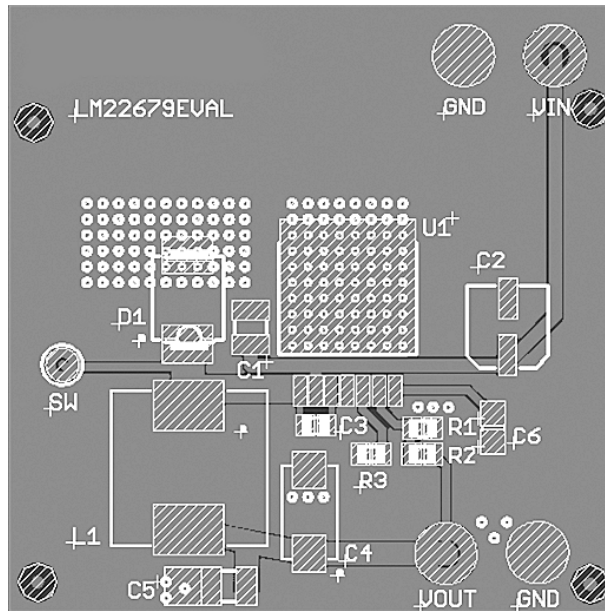 GND VIN
LM22679EVAL
U1
C2
D1
C1
SW
C3 R1 C6
R2
R3
L1
C4
C5
VOUT GND